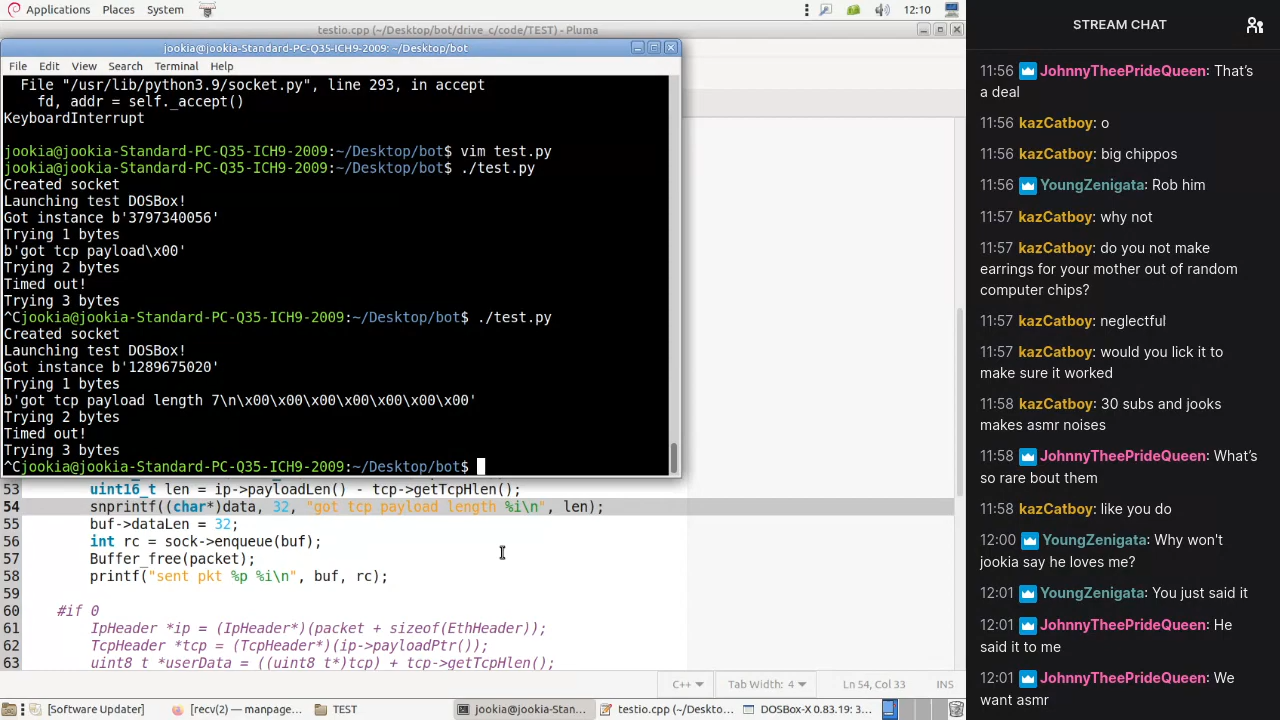 Applications Places System 12:10
testio.cpp (~/Desktop/bot/drive_c/code/TEST) - Pluma
jookia@jookia-Standard-PC-Q35-ICH9-2009: ~/Desktop/bot
File Edit View Search Terminal Help
File "/usr/lib/python3.9/socket.py", line 293, in accept
fd, addr = self._accept()
KeyboardInterrupt
jookia@jookia-Standard-PC-Q35-ICH9-2009:~/Desktop/bot$ vim test.py
jookia@jookia-Standard-PC-Q35-ICH9-2009:~/Desktop/bot$ ./test.py
Created socket
Launching test DOSBox!
Got instance b'3797340056'
Trying 1 bytes
b'got tcp payload\x00'
Trying 2 bytes
Timed out!
Trying 3 bytes
^Cjookia@jookia-Standard-PC-Q35-ICH9-2009:~/Desktop/bot$ ./test.py
Created socket
Launching test DOSBox!
Got instance b'1289675020'
Trying 1 bytes
b'got tcp payload length 7\n\x00\x00\x00\x00\x00\x00\x00'
Trying 2 bytes
Timed out!
Trying 3 bytes
^Cjookia@jookia-Standard-PC-Q35-ICH9-2009:~/Desktop/bot$
53 uint16_t len = ip->payloadLen() - tcp->getTcpHlen();
54 snprintf((char*)data, 32, "got tcp payload length %i\n", len);
55 buf->dataLen = 32;
56 int rc = sock->enqueue(buf);
57 Buffer_free(packet);
58 printf("sent pkt %p %i\n", buf, rc);
59
60 #if 0
61 IpHeader *ip = (IpHeader*)(packet + sizeof(EthHeader));
62 TcpHeader *tcp = (TcpHeader*)(ip->payloadPtr());
63 uint8_t *userData = ((uint8_t*)tcp) + tcp->getTcpHlen();
C++ Tab Width: 4 Ln 54, Col 33 INS
[Software Updater] [recv(2) — manpage... TEST jookia@jookia-Stan... testio.cpp (~/Deskto... DOSBox-X 0.83.19: 3...
STREAM CHAT
11:56 JohnnyTheePrideQueen: That's
a deal
11:56 kazCatboy: o
11:56 kazCatboy: big chippos
11:56 YoungZenigata: Rob him
11:57 kazCatboy: why not
11:57 kazCatboy: do you not make
earrings for your mother out of random
computer chips?
11:57 kazCatboy: neglectful
11:57 kazCatboy: would you lick it to
make sure it worked
11:58 kazCatboy: 30 subs and jooks
makes asmr noises
11:58 JohnnyTheePrideQueen: What's
so rare bout them
11:58 kazCatboy: like you do
12:00 YoungZenigata: Why won't
jookia say he loves me?
12:01 YoungZenigata: You just said it
12:01 JohnnyTheePrideQueen: He
said it to me
12:01 JohnnyTheePrideQueen: We
want asmr